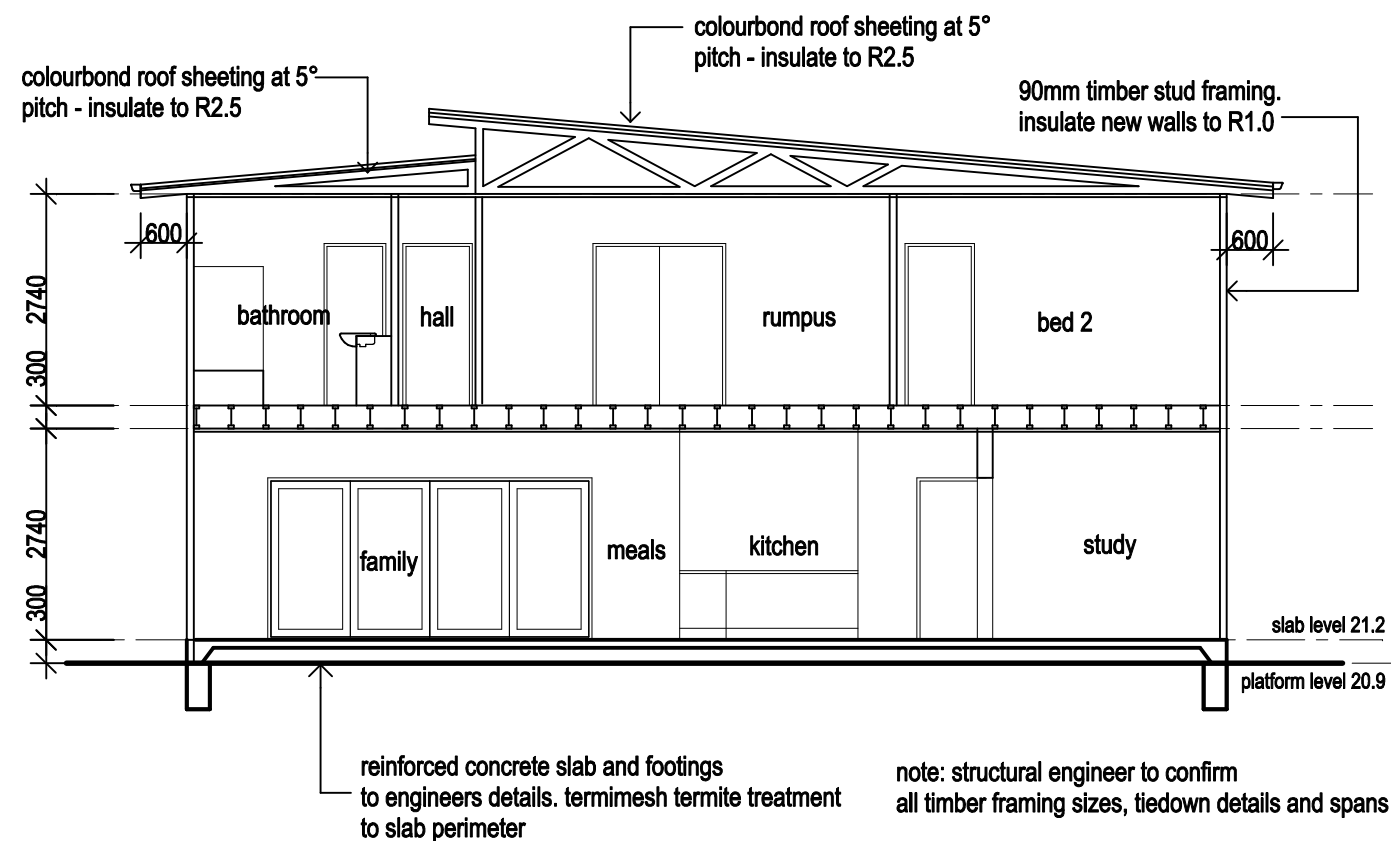 colourbond roof sheeting at 5°
pitch - insulate to R2.5
colourbond roof sheeting at 5°
pitch - insulate to R2.5
90mm timber stud framing.
insulate new walls to R1.0
600
600
2740
bathroom
hall
rumpus
bed 2
300
2740
family
meals
kitchen
study
300
slab level 21.2
platform level 20.9
reinforced concrete slab and footings
to engineers details. termimesh termite treatment
to slab perimeter
note: structural engineer to confirm
all timber framing sizes, tiedown details and spans